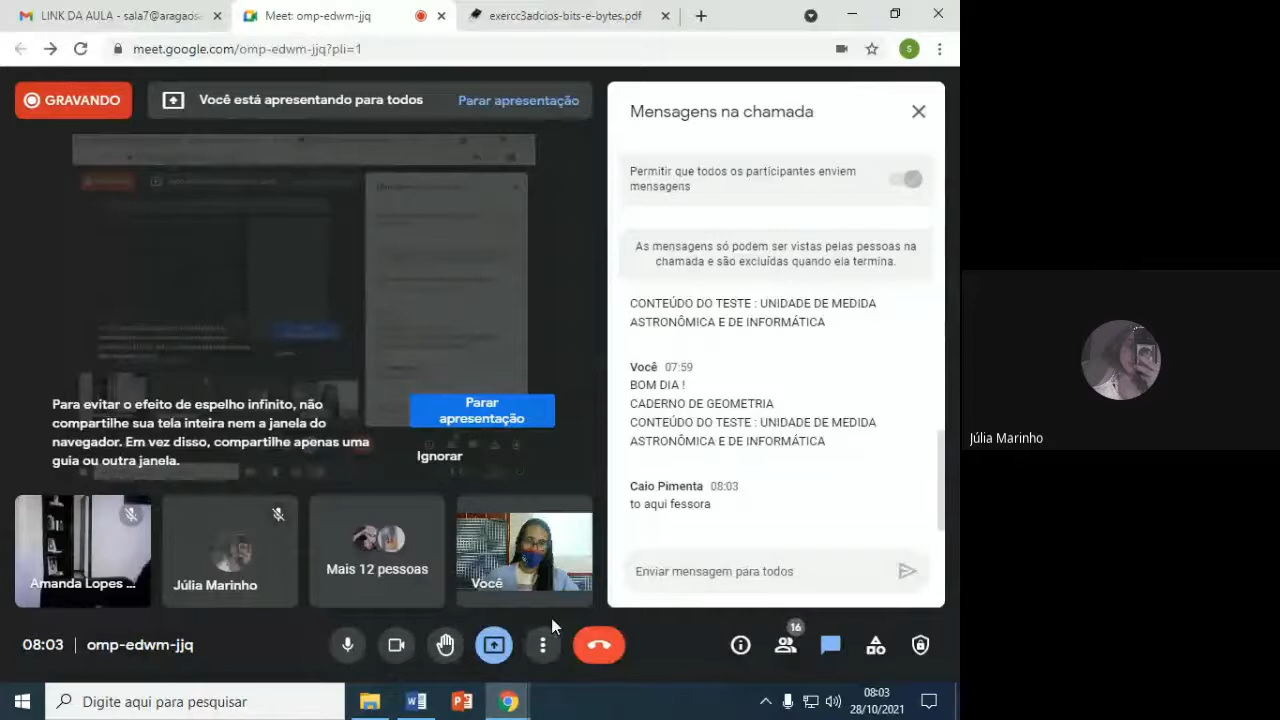 LINK DA AULA - sala7@aragaos
Meet: omp-edwm-jjq
exercc3adcios-bits-e-bytes.pdf
meet.google.com/omp-edwm-jjq?pli=1
S
GRAVANDO
Você está apresentando para todos
Parar apresentação
Mensagens na chamada
Permitir que todos os participantes enviem
mensagens
As mensagens só podem ser vistas pelas pessoas na
chamada e são excluídas quando ela termina.
CONTEÚDO DO TESTE : UNIDADE DE MEDIDA
ASTRONÔMICA E DE INFORMÁTICA
Você 07:59
BOM DIA !
CADERNO DE GEOMETRIA
CONTEÚDO DO TESTE : UNIDADE DE MEDIDA
ASTRONÔMICA E DE INFORMÁTICA
Caio Pimenta 08:03
to aqui fessora
Enviar mensagem para todos
Para evitar o efeito de espelho infinito, não
compartilhe sua tela inteira nem a janela do
navegador. Em vez disso, compartilhe apenas uma
guia ou outra janela.
Parar
apresentação
Ignorar
Amanda Lopes ...
Júlia Marinho
Mais 12 pessoas
Você
Júlia Marinho
08:03 | omp-edwm-jjq
16
Digite aqui para pesquisar
08:03
28/10/2021